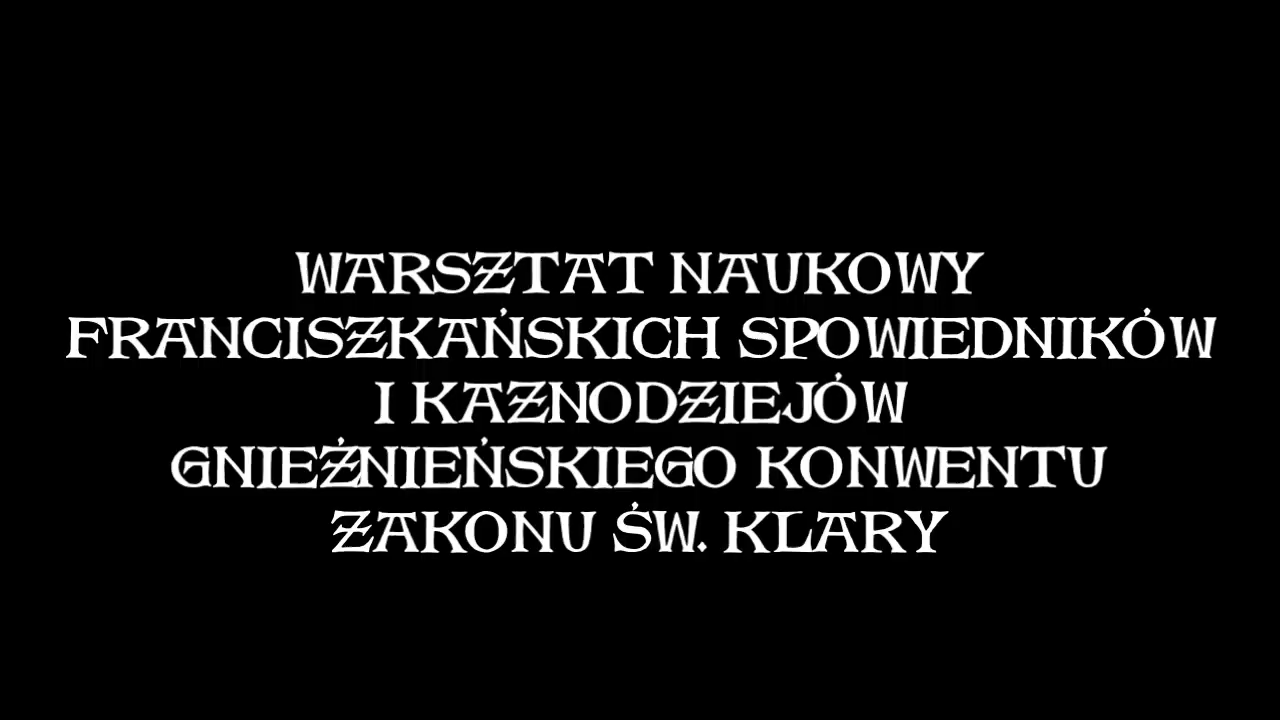 WARSZTAT NAUKOWY
FRANCISZKAŃSKICH SPOWIEDNIKÓW
I KAZNODZIEJÓW
GNIEŹNIEŃSKIEGO KONWENTU
ZAKONU ŚW. KLARY